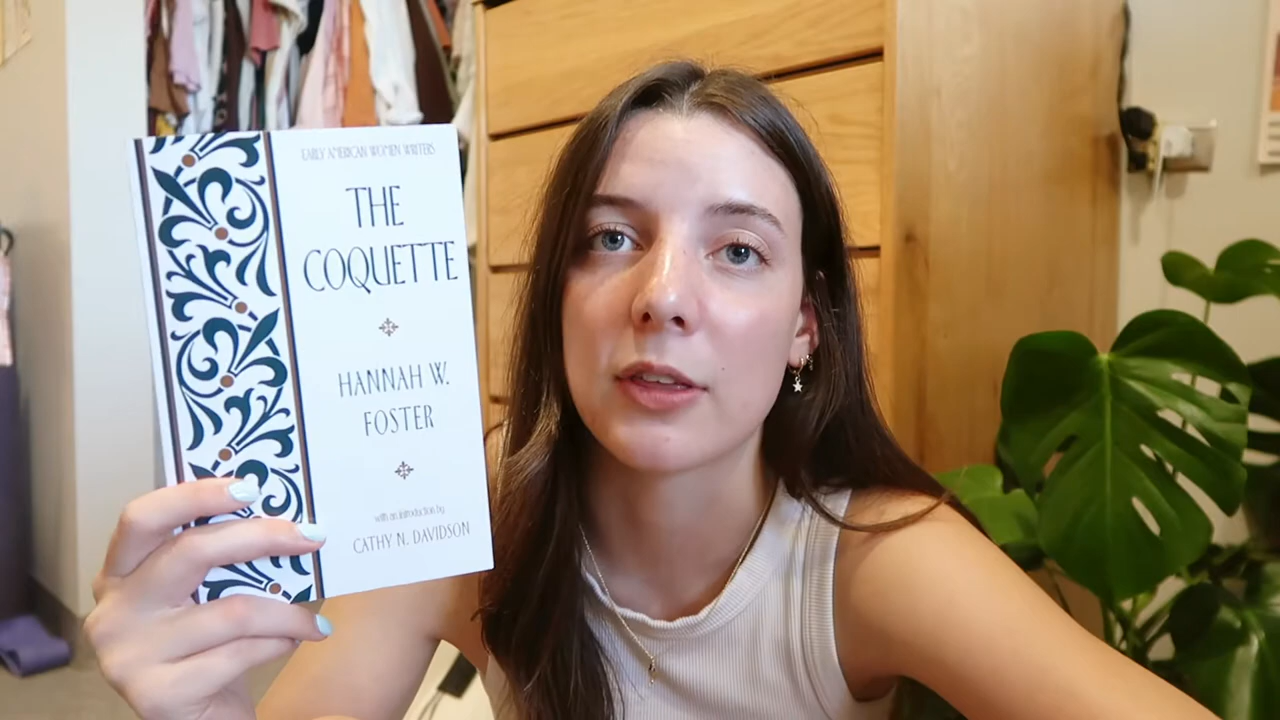 EARLY AMERICAN WOMEN WRITERS
THE
COQUETTE
HANNAH W.
FOSTER
with an introduction by
CATHY N. DAVIDSON